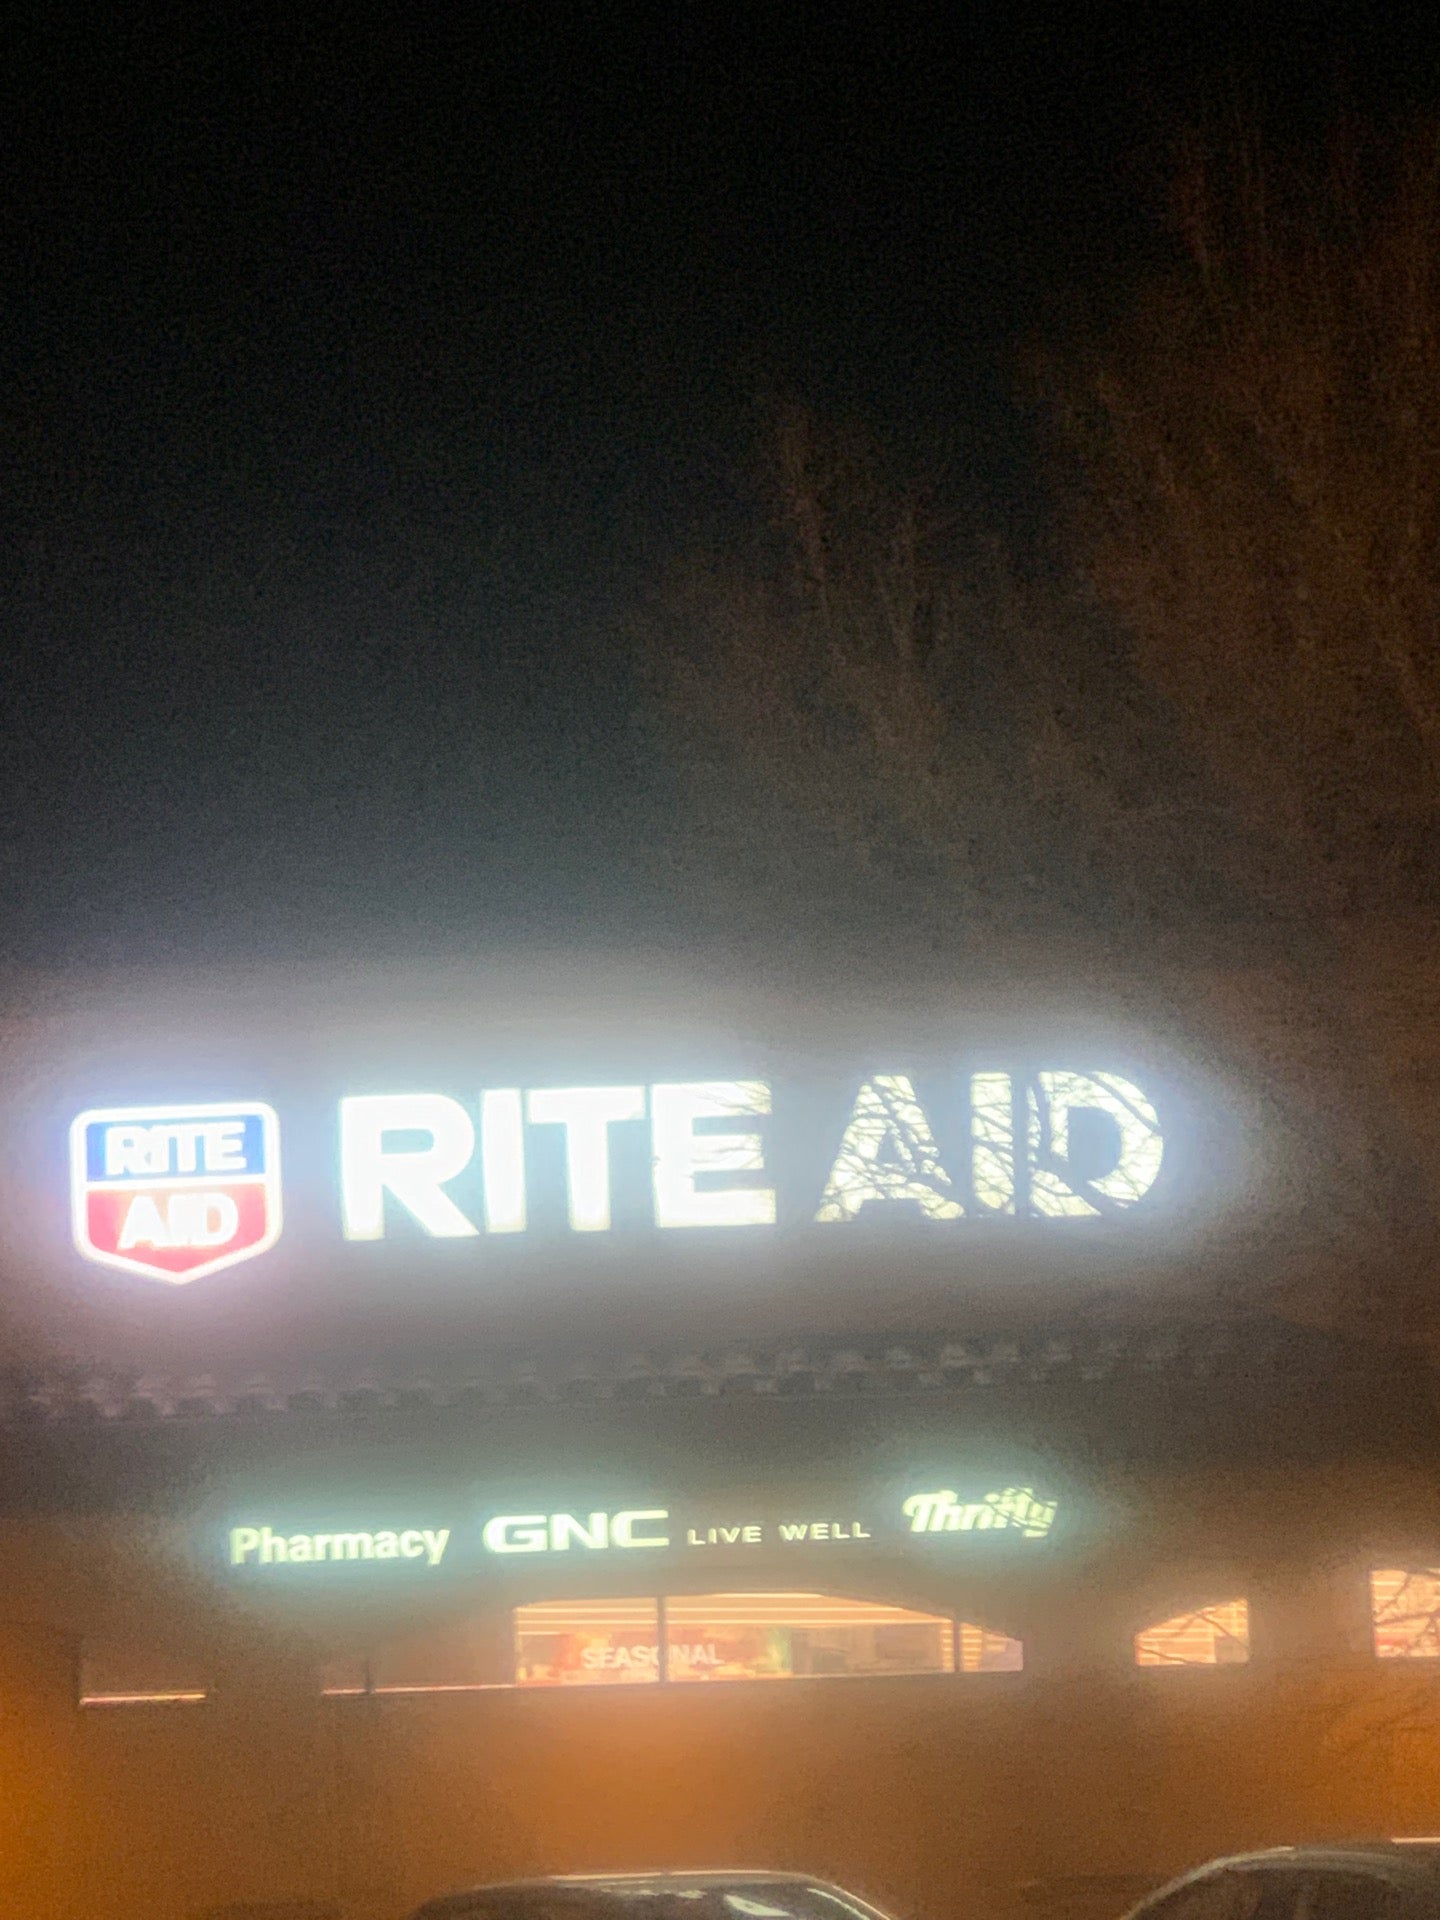 RITE
AID
RITE AID
Pharmacy GNC LIVE WELL Thrifty
SEASONAL